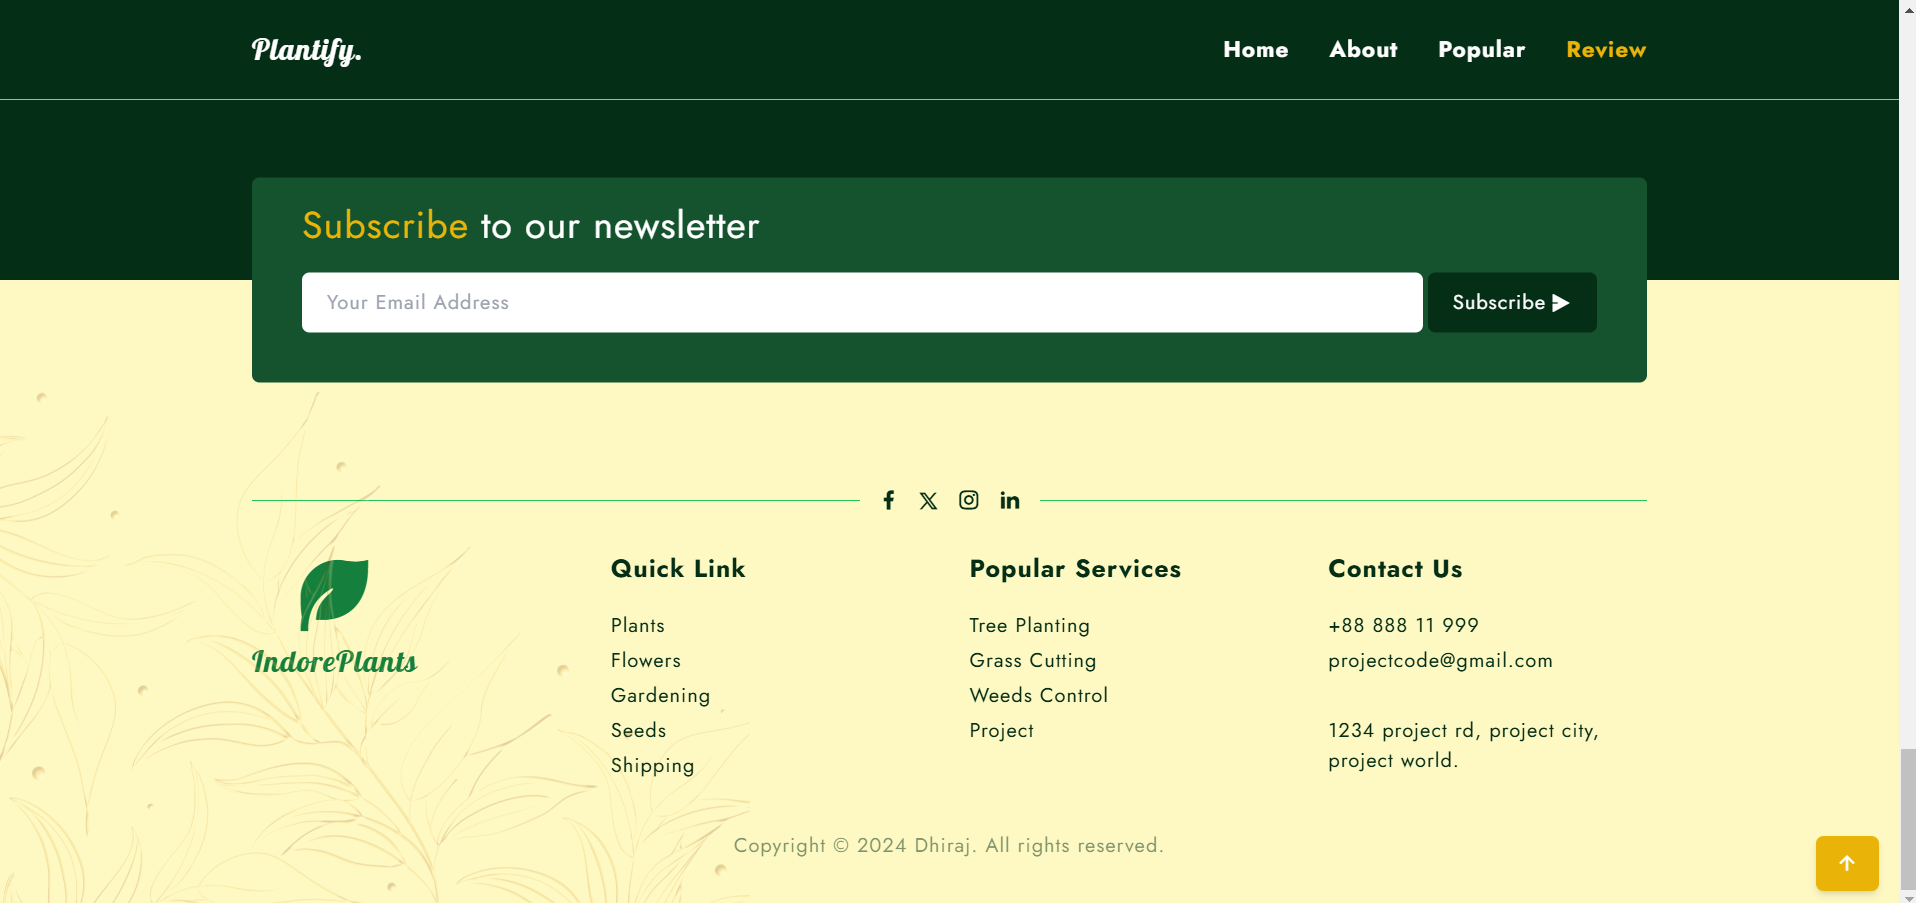 Plantify.
Home About Popular Review
Subscribe to our newsletter
Your Email Address
Subscribe
IndorePlants
Quick Link
Plants
Flowers
Gardening
Seeds
Shipping
Popular Services
Tree Planting
Grass Cutting
Weeds Control
Project
Contact Us
+88 888 11 999
projectcode@gmail.com
1234 project rd, project city,
project world.
Copyright © 2024 Dhiraj. All rights reserved.